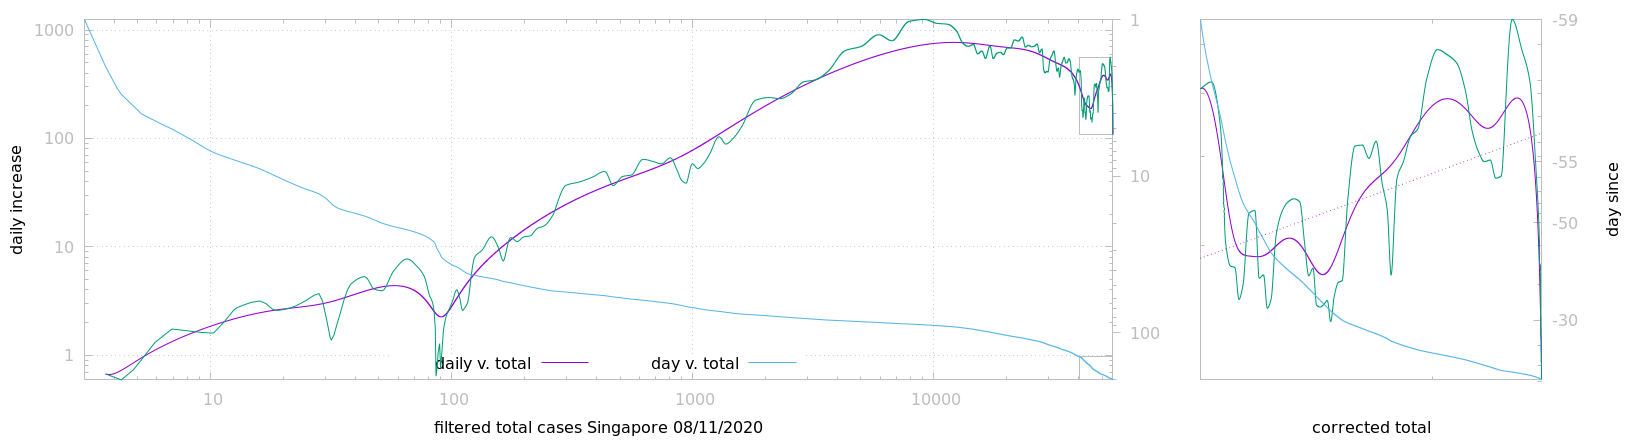 1000
100
10
1
daily increase
10
100
1000
10000
filtered total cases Singapore 08/11/2020
daily v. total
day v. total
1
10
100
-59
-55
-50
-30
day since
corrected total